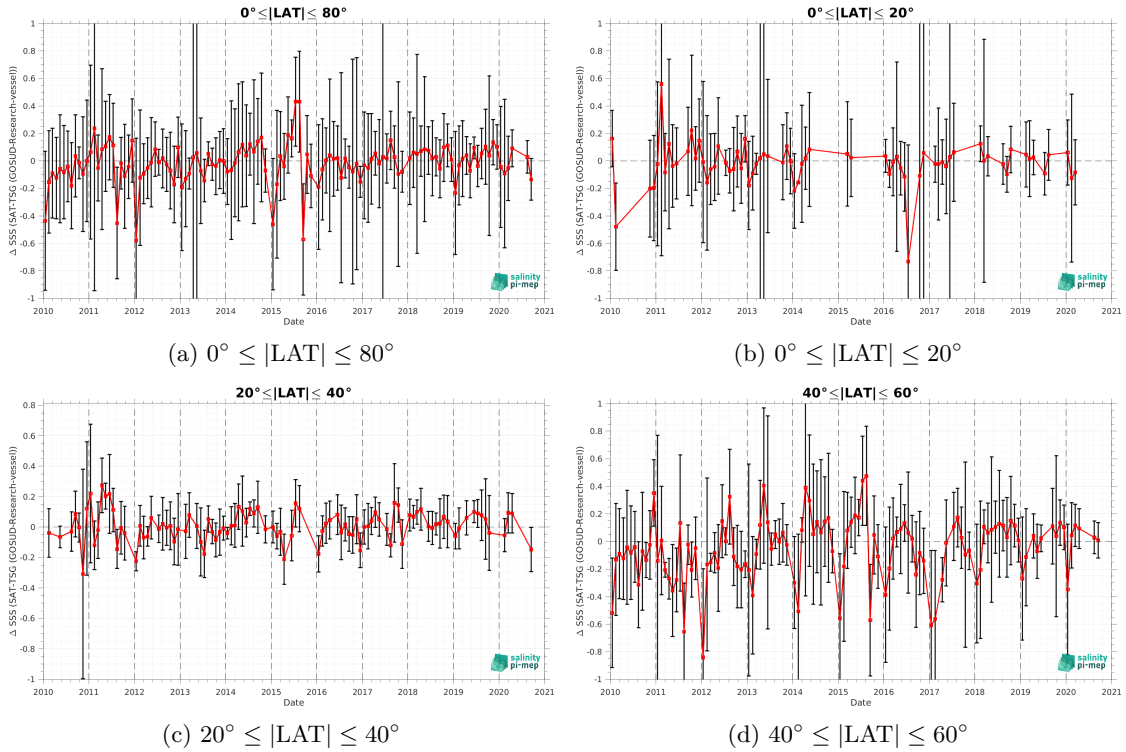 0°≤|LAT|≤ 80°
Δ SSS (SAT-TSG (GOSUD-Research-vessel))
1
0.8
0.6
0.4
0.2
0
-0.2
-0.4
-0.6
-0.8
-1
2010 2011 2012 2013 2014 2015 2016 2017 2018 2019 2020 2021
Date
salinity
pi-mep
(a) 0° ≤ |LAT| ≤ 80°
0°≤|LAT|≤ 20°
Δ SSS (SAT-TSG (GOSUD-Research-vessel))
1
0.8
0.6
0.4
0.2
0
-0.2
-0.4
-0.6
-0.8
-1
2010 2011 2012 2013 2014 2015 2016 2017 2018 2019 2020 2021
Date
salinity
pi-mep
(b) 0° ≤ |LAT| ≤ 20°
20°≤|LAT|≤ 40°
Δ SSS (SAT-TSG (GOSUD-Research-vessel))
0.8
0.6
0.4
0.2
0
-0.2
-0.4
-0.6
-0.8
-1
2010 2011 2012 2013 2014 2015 2016 2017 2018 2019 2020 2021
Date
salinity
pi-mep
(c) 20° ≤ |LAT| ≤ 40°
40°≤|LAT|≤ 60°
Δ SSS (SAT-TSG (GOSUD-Research-vessel))
1
0.8
0.6
0.4
0.2
0
-0.2
-0.4
-0.6
-0.8
-1
2010 2011 2012 2013 2014 2015 2016 2017 2018 2019 2020 2021
Date
salinity
pi-mep
(d) 40° ≤ |LAT| ≤ 60°